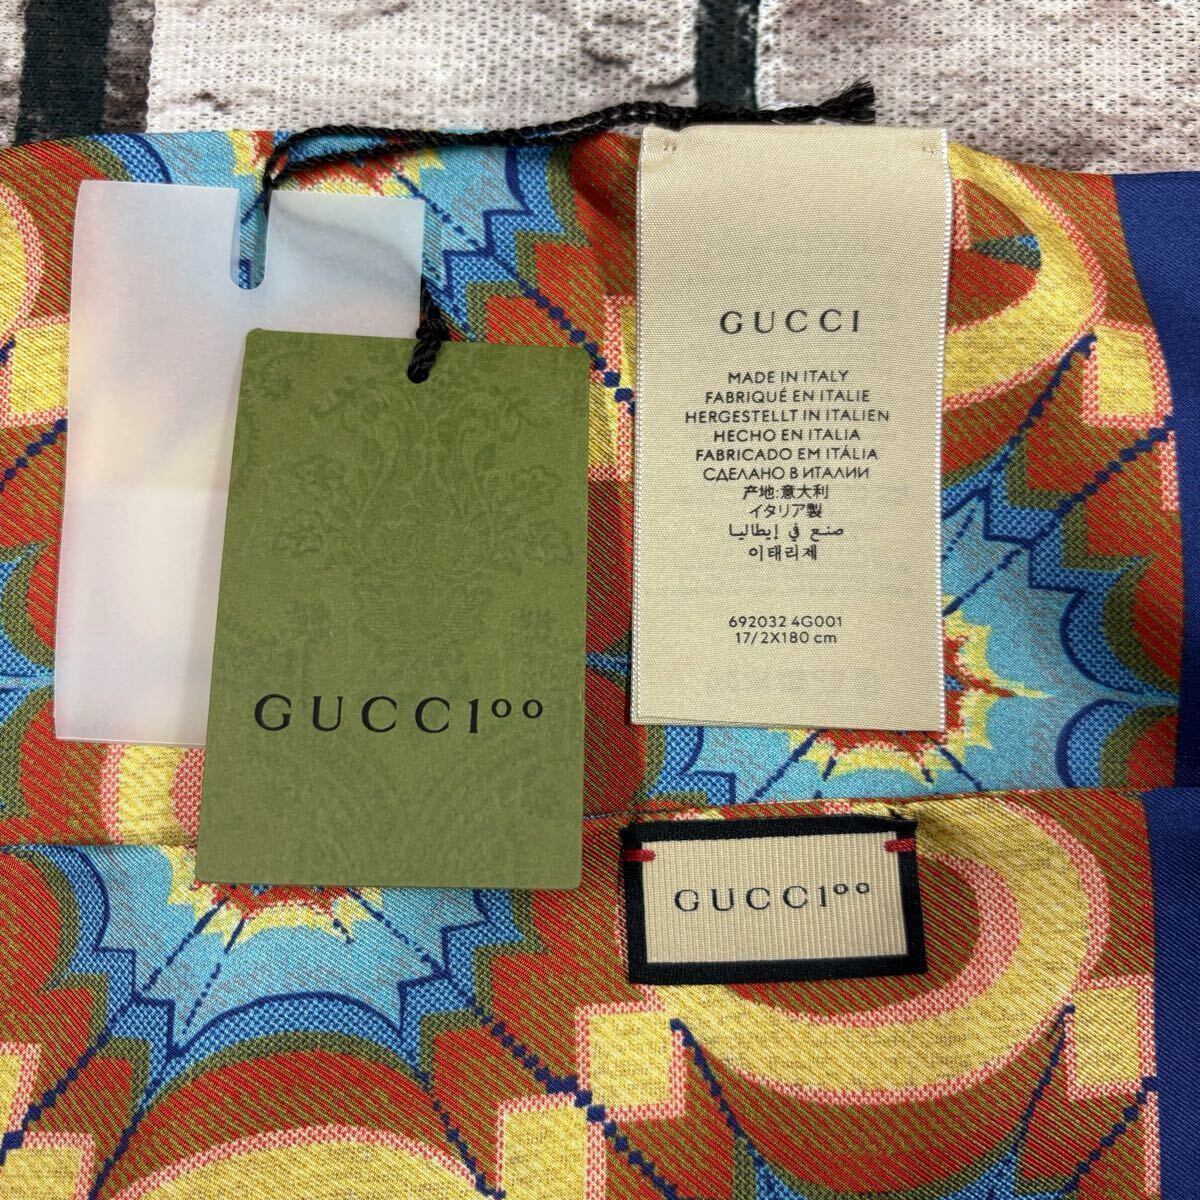 GUCCI
MADE IN ITALY
FABRIQUÉ EN ITALIE
HERGESTELLT IN ITALIEN
HECHO EN ITALIA
FABRICADO EM ITÁLIA
СДЕЛАНО В ИТАЛИИ
产地:意大利
イタリア製
صنع في إيطاليا
이태리제
692032 4G001
17/2X180 cm
GUCCI100
GUCCI100